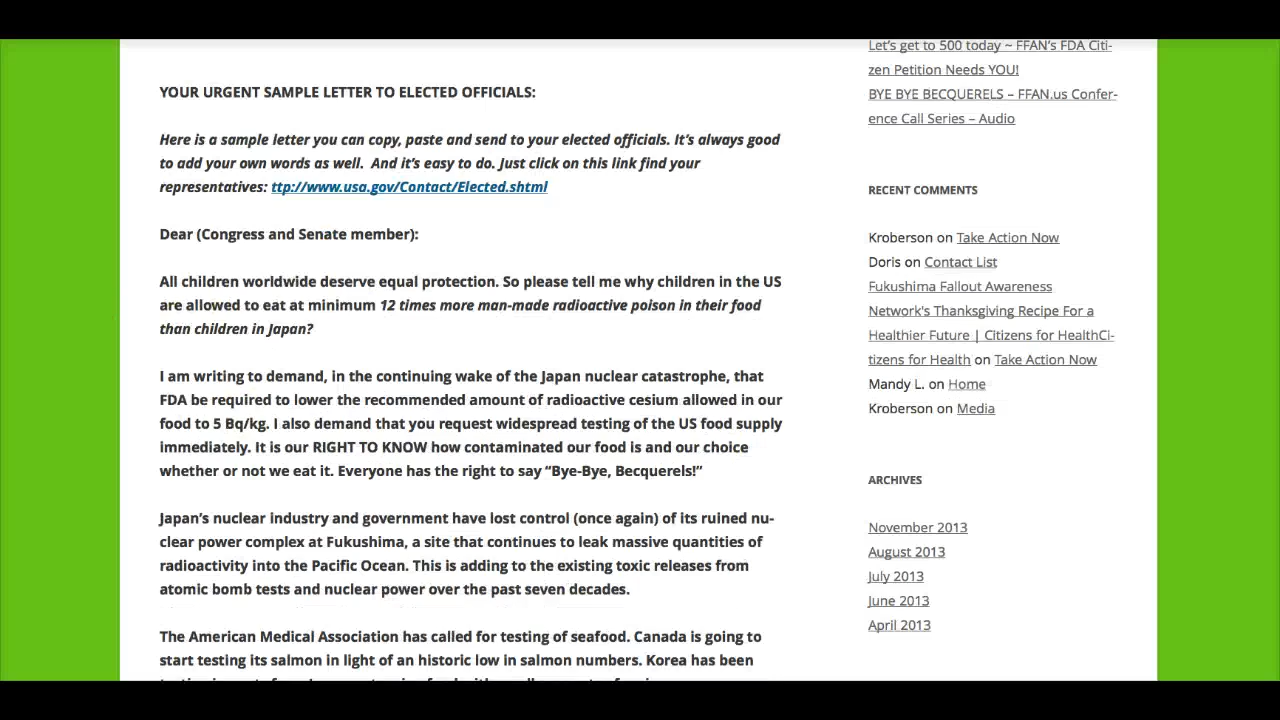 YOUR URGENT SAMPLE LETTER TO ELECTED OFFICIALS:
Here is a sample letter you can copy, paste and send to your elected officials. It's always good
to add your own words as well.  And it's easy to do. Just click on this link find your
representatives: ttp://www.usa.gov/Contact/Elected.shtml
Dear (Congress and Senate member):
All children worldwide deserve equal protection. So please tell me why children in the US
are allowed to eat at minimum 12 times more man-made radioactive poison in their food
than children in Japan?
I am writing to demand, in the continuing wake of the Japan nuclear catastrophe, that
FDA be required to lower the recommended amount of radioactive cesium allowed in our
food to 5 Bq/kg. I also demand that you request widespread testing of the US food supply
immediately. It is our RIGHT TO KNOW how contaminated our food is and our choice
whether or not we eat it. Everyone has the right to say “Bye-Bye, Becquerels!”
Japan's nuclear industry and government have lost control (once again) of its ruined nu-
clear power complex at Fukushima, a site that continues to leak massive quantities of
radioactivity into the Pacific Ocean. This is adding to the existing toxic releases from
atomic bomb tests and nuclear power over the past seven decades.
The American Medical Association has called for testing of seafood. Canada is going to
start testing its salmon in light of an historic low in salmon numbers. Korea has been
Let's get to 500 today ~ FFAN's FDA Citi-
zen Petition Needs YOU!
BYE BYE BECQUERELS – FFAN.us Confer-
ence Call Series – Audio
RECENT COMMENTS
Kroberson on Take Action Now
Doris on Contact List
Fukushima Fallout Awareness
Network's Thanksgiving Recipe For a
Healthier Future | Citizens for HealthCi-
tizens for Health on Take Action Now
Mandy L. on Home
Kroberson on Media
ARCHIVES
November 2013
August 2013
July 2013
June 2013
April 2013